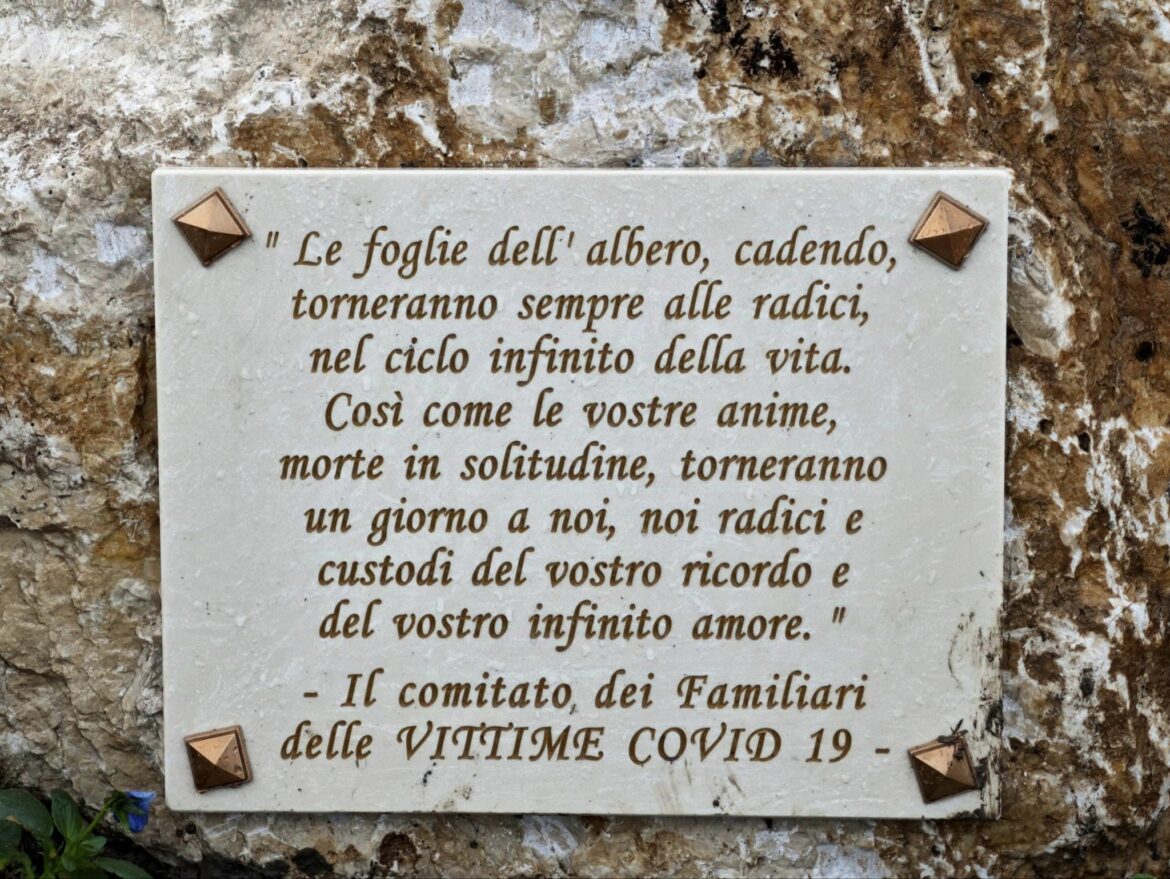 " Le foglie dell' albero, cadendo,
torneranno sempre alle radici,
nel ciclo infinito della vita.
Così come le vostre anime,
morte in solitudine, torneranno
un giorno a noi, noi radici e
custodi del vostro ricordo e
del vostro infinito amore. "
- Il comitato dei Familiari
delle VITTIME COVID 19 -